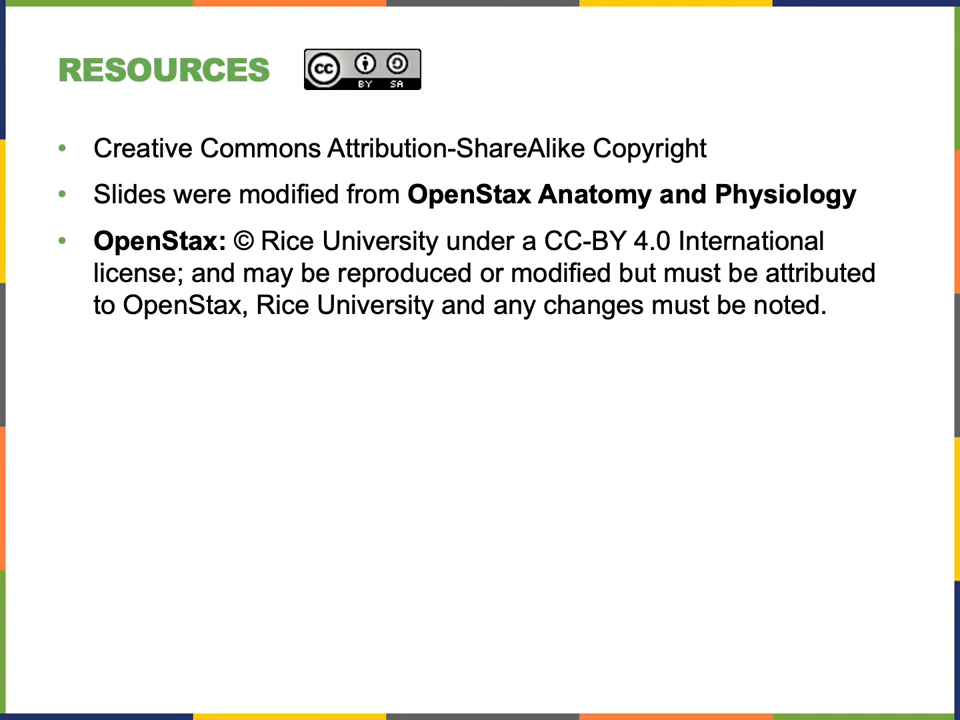 RESOURCES
cc BY SA
• Creative Commons Attribution-ShareAlike Copyright
• Slides were modified from OpenStax Anatomy and Physiology
• OpenStax: © Rice University under a CC-BY 4.0 International
license; and may be reproduced or modified but must be attributed
to OpenStax, Rice University and any changes must be noted.